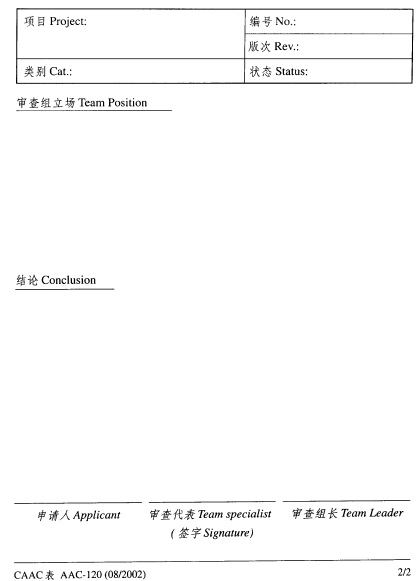 项目 Project:
编号 No.:
版次 Rev.:
类别 Cat.:
状态 Status:
审查组立场 Team Position
结论 Conclusion
申请人 Applicant
审查代表 Team specialist
审查组长 Team Leader
( 签字 Signature)
CAAC 表 AAC-120 (08/2002)
2/2